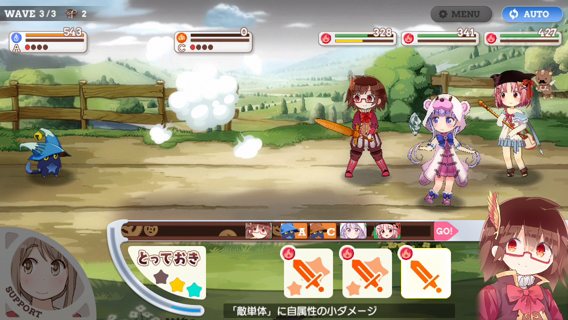 WAVE 3/3 2
MENU
AUTO
543
0
328
341
427
A
C
A
C
GO!
とっておき
SUPPORT
「敵単体」に自属性の小ダメージ